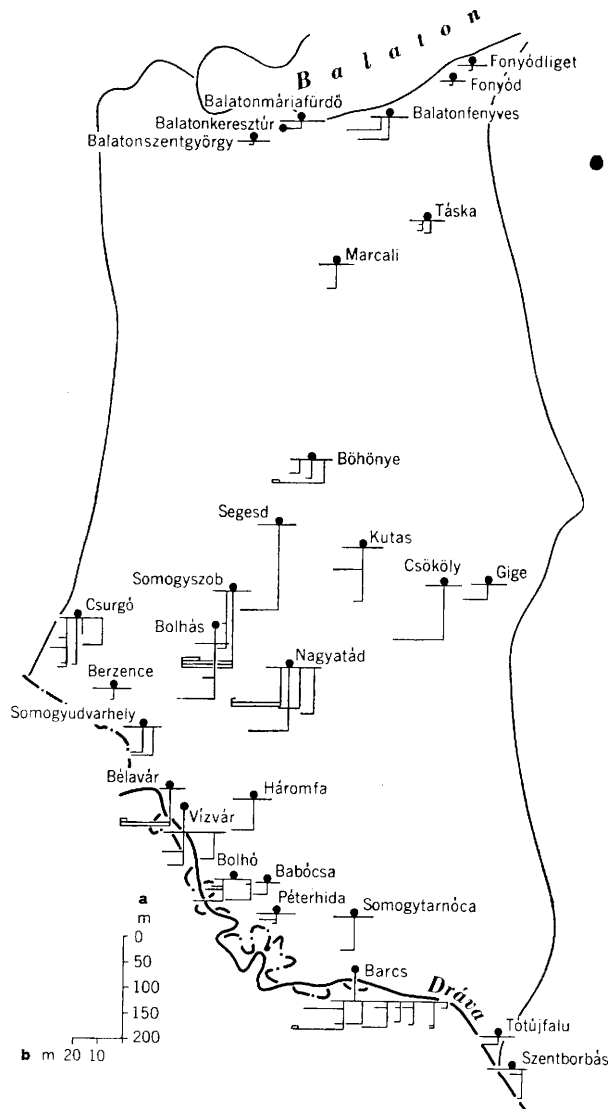 Balaton
Fonyódliget
Fonyód
Balatonmáriafürdő
Balatonkeresztúr
Balatonfenyves
Balatonszentgyörgy
Táska
Marcali
Böhönye
Segesd
Kutas
Somogyszob
Csököly
Gige
Csurgó
Bolhás
Nagyatád
Berzence
Somogyudvarhely
Bélavár
Háromfa
Vízvár
Bolhó
Babócsa
Péterhida
Somogytarnóca
a
m
0
50
100
150
200
b m 20 10
Barcs
Dráva
Tótújfalu
Szentborbás